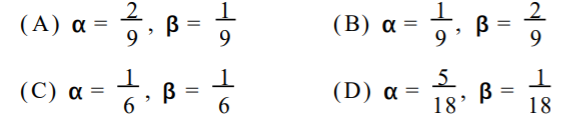 (A) α = 2/9, β = 1/9 (B) α = 1/9, β = 2/9
(C) α = 1/6, β = 1/6 (D) α = 5/18, β = 1/18